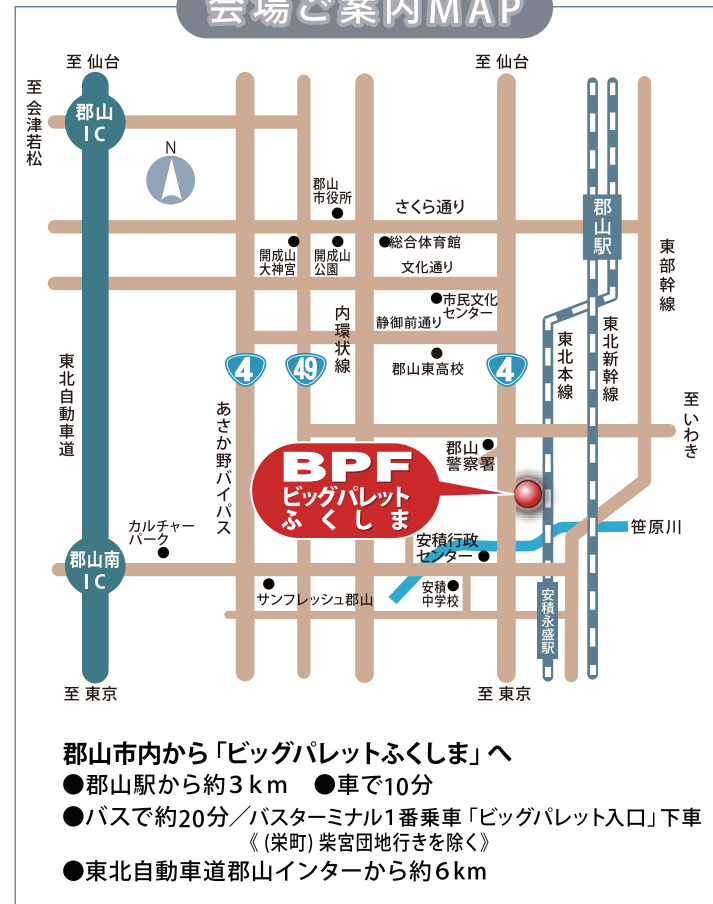 会場ご案内MAP
至 仙台
至 仙台
至 会津若松
郡山
IC
N
郡山
市役所
さくら通り
郡山駅
開成山
大神宮
開成山
公園
総合体育館
文化通り
東部幹線
市民文化
センター
内環状線
静御前通り
東北本線
東北新幹線
郡山東高校
4
49
4
東北自動車道
あさか野バイパス
至 いわき
郡山
警察署
BPF
ビッグパレット
ふくしま
カルチャー
パーク
安積行政
センター
笹原川
郡山南
IC
サンフレッシュ郡山
安積
中学校
安積永盛駅
至 東京
至 東京
郡山市内から「ビッグパレットふくしま」へ
●郡山駅から約3km ●車で10分
●バスで約20分／バスターミナル1番乗車「ビッグパレット入口」下車
《 (栄町) 柴宮団地行きを除く》
●東北自動車道郡山インターから約6km